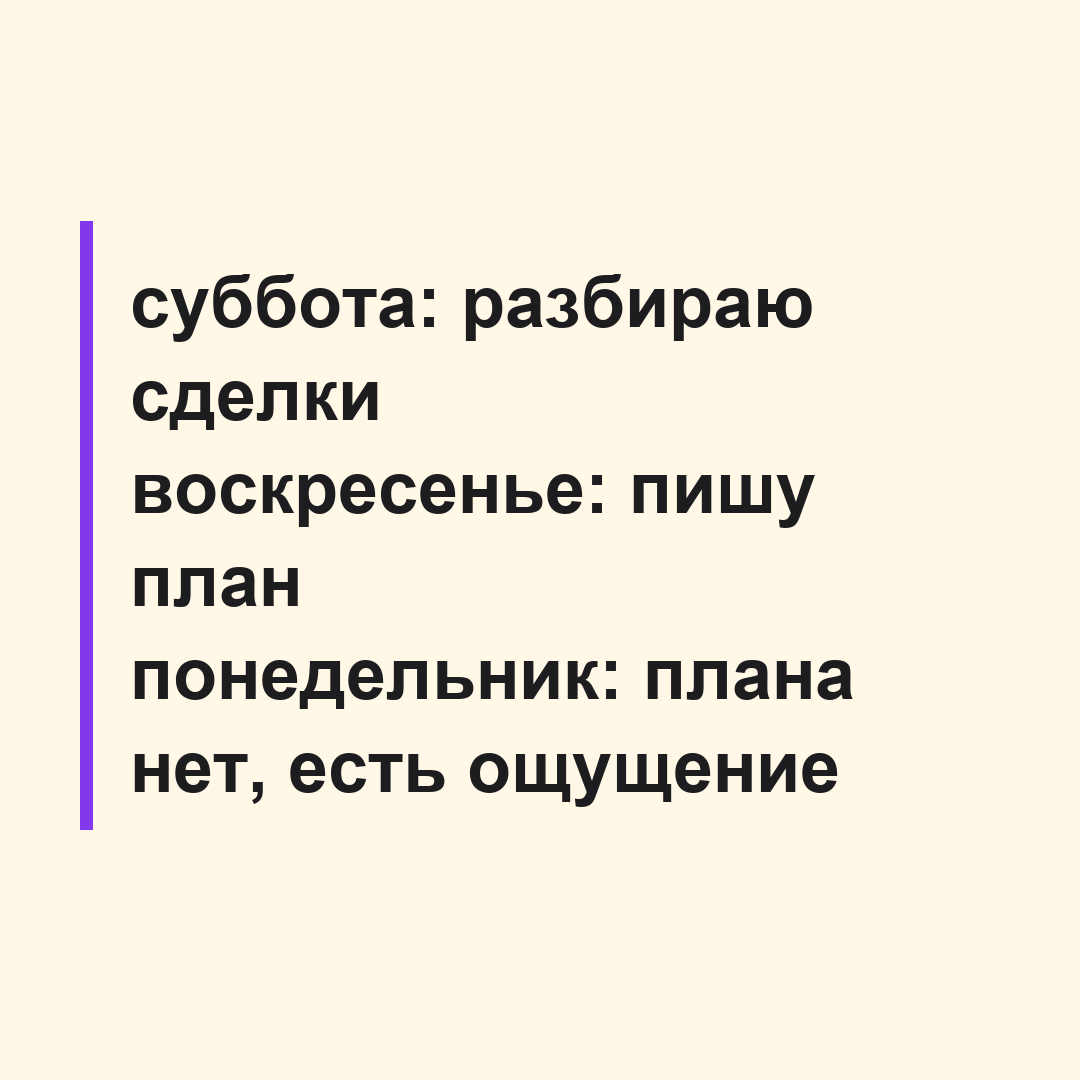 суббота: разбираю
сделки
воскресенье: пишу
план
понедельник: плана
нет, есть ощущение